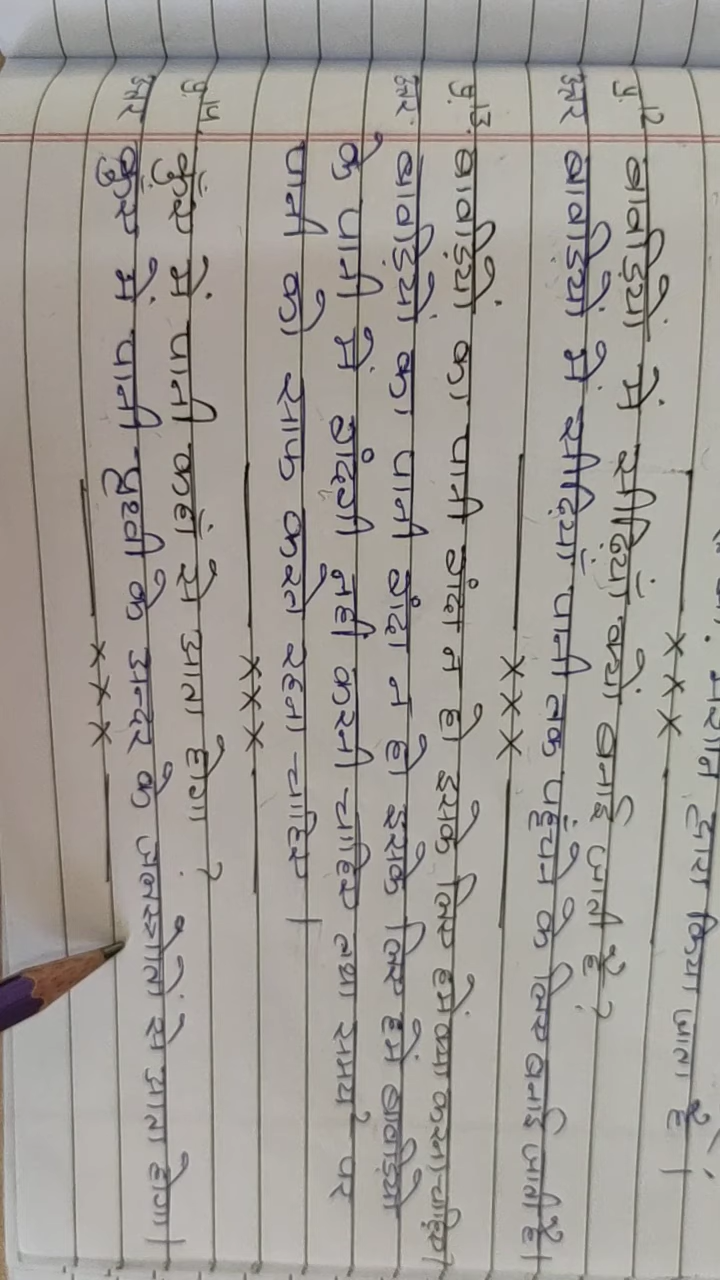 मशीन द्वारा किया जाता है।
×××
प्र.12 बावड़ियों में सीढ़ियाँ क्यों बनाई जाती है?
उत्तर बावड़ियों में सीढ़ियाँ पानी तक पहुँचने के लिए बनाई जाती है।
×××
प्र.13. बावड़ियों का पानी गंदा न हो इसके लिए हमें क्या करना चाहिए?
उत्तर बावड़ियों का पानी गंदा न हो इसके लिए हमें बावड़ियों
के पानी में गंदगी नहीं करनी चाहिए तथा समय पर
पानी को साफ करते रहना चाहिए।
×××
प्र.14. कुँए में पानी कहाँ से आता होगा?
उत्तर कुँए में पानी पृथ्वी के अन्दर के जलस्त्रोतों से आता होगा।
×××